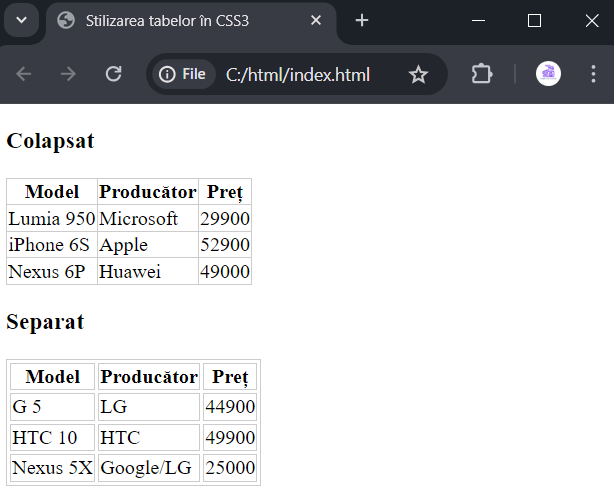 Stilizarea tabelor în CSS3
File C:/html/index.html
Colapsat
Model Producător Preț
Lumia 950 Microsoft 29900
iPhone 6S Apple 52900
Nexus 6P Huawei 49000
Separat
Model Producător Preț
G 5 LG 44900
HTC 10 HTC 49900
Nexus 5X Google/LG 25000